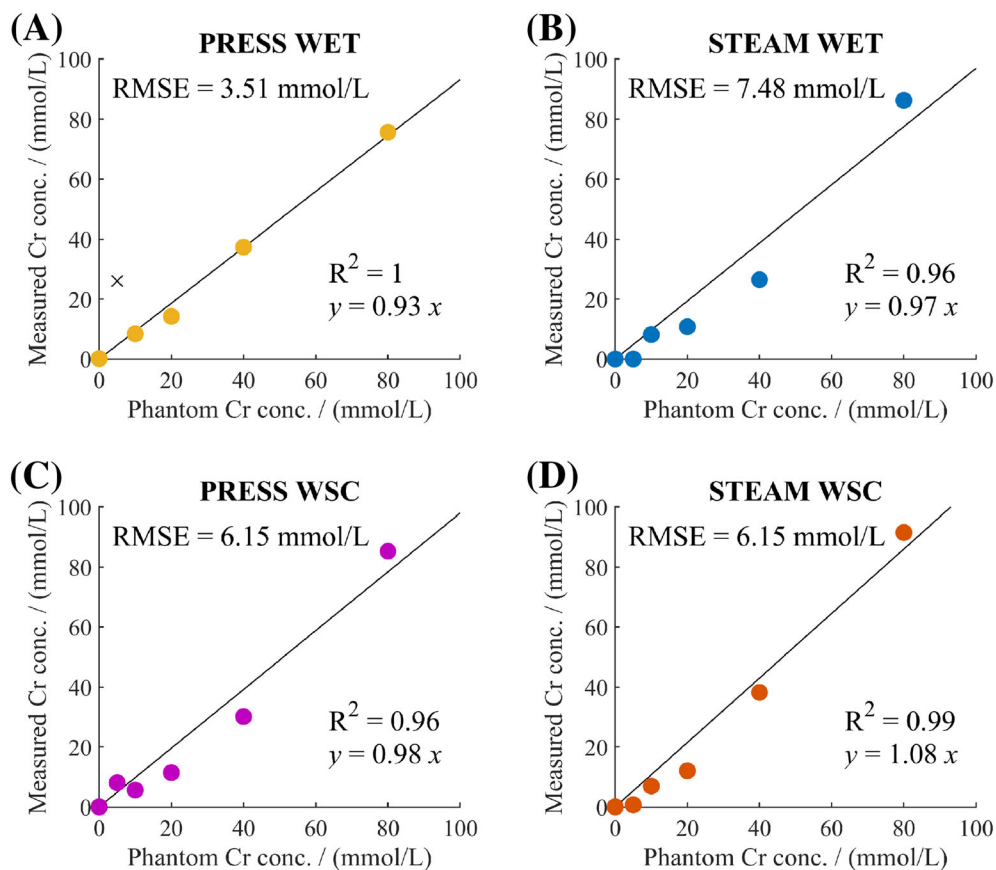 (A)
PRESS WET
RMSE = 3.51 mmol/L
R² = 1
y = 0.93 x
Measured Cr conc. / (mmol/L)
100
80
60
40
20
0
0 20 40 60 80 100
Phantom Cr conc. / (mmol/L)
(B)
STEAM WET
RMSE = 7.48 mmol/L
R² = 0.96
y = 0.97 x
Measured Cr conc. / (mmol/L)
100
80
60
40
20
0
0 20 40 60 80 100
Phantom Cr conc. / (mmol/L)
(C)
PRESS WSC
RMSE = 6.15 mmol/L
R² = 0.96
y = 0.98 x
Measured Cr conc. / (mmol/L)
100
80
60
40
20
0
0 20 40 60 80 100
Phantom Cr conc. / (mmol/L)
(D)
STEAM WSC
RMSE = 6.15 mmol/L
R² = 0.99
y = 1.08 x
Measured Cr conc. / (mmol/L)
100
80
60
40
20
0
0 20 40 60 80 100
Phantom Cr conc. / (mmol/L)